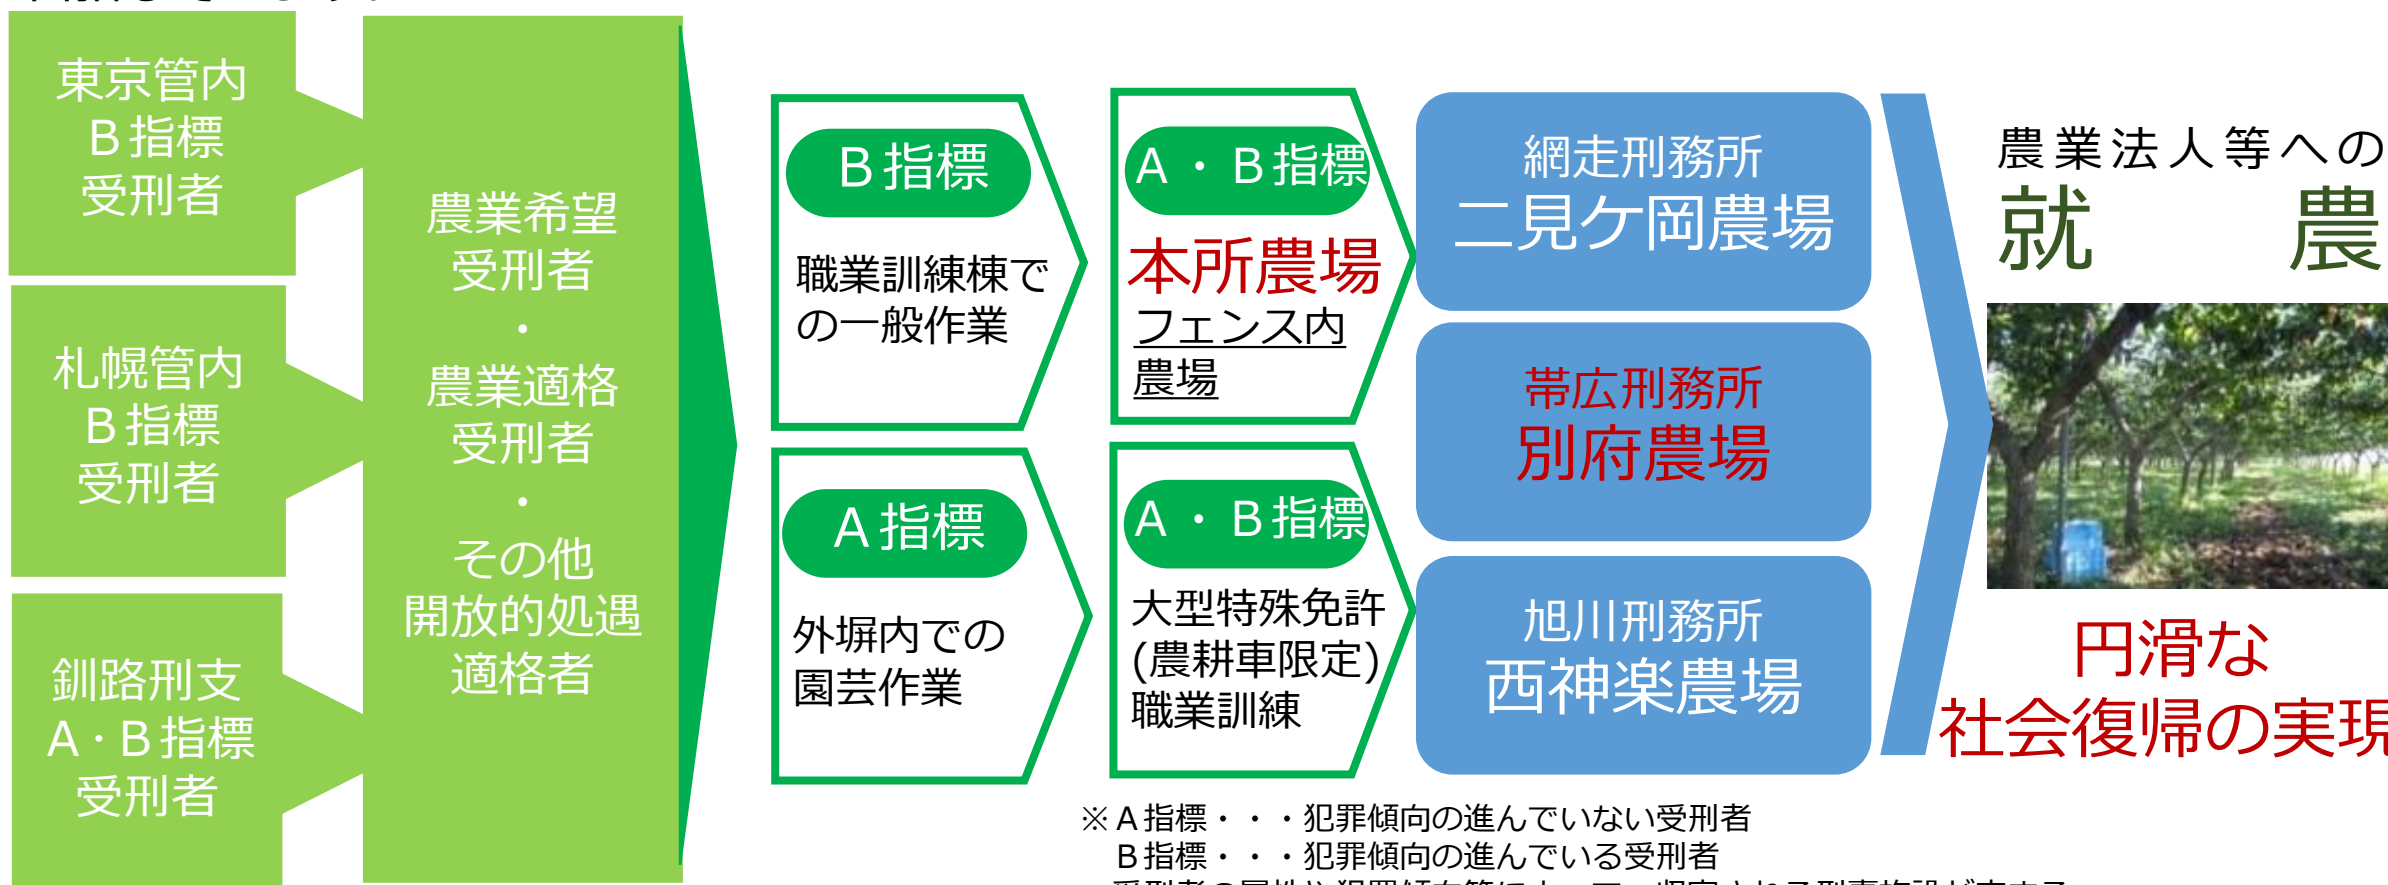 東京管内
Ｂ指標
受刑者
札幌管内
Ｂ指標
受刑者
釧路刑支
Ａ・Ｂ指標
受刑者
農業希望
受刑者
・
農業適格
受刑者
・
その他
開放的処遇
適格者
Ｂ指標
職業訓練棟で
の一般作業
Ａ指標
外塀内での
園芸作業
Ａ・Ｂ指標
本所農場
フェンス内
農場
Ａ・Ｂ指標
大型特殊免許
(農耕車限定)
職業訓練
網走刑務所
二見ケ岡農場
帯広刑務所
別府農場
旭川刑務所
西神楽農場
農業法人等への
就　農
円滑な
社会復帰の実現
※Ａ指標・・・犯罪傾向の進んでいない受刑者
Ｂ指標・・・犯罪傾向の進んでいる受刑者